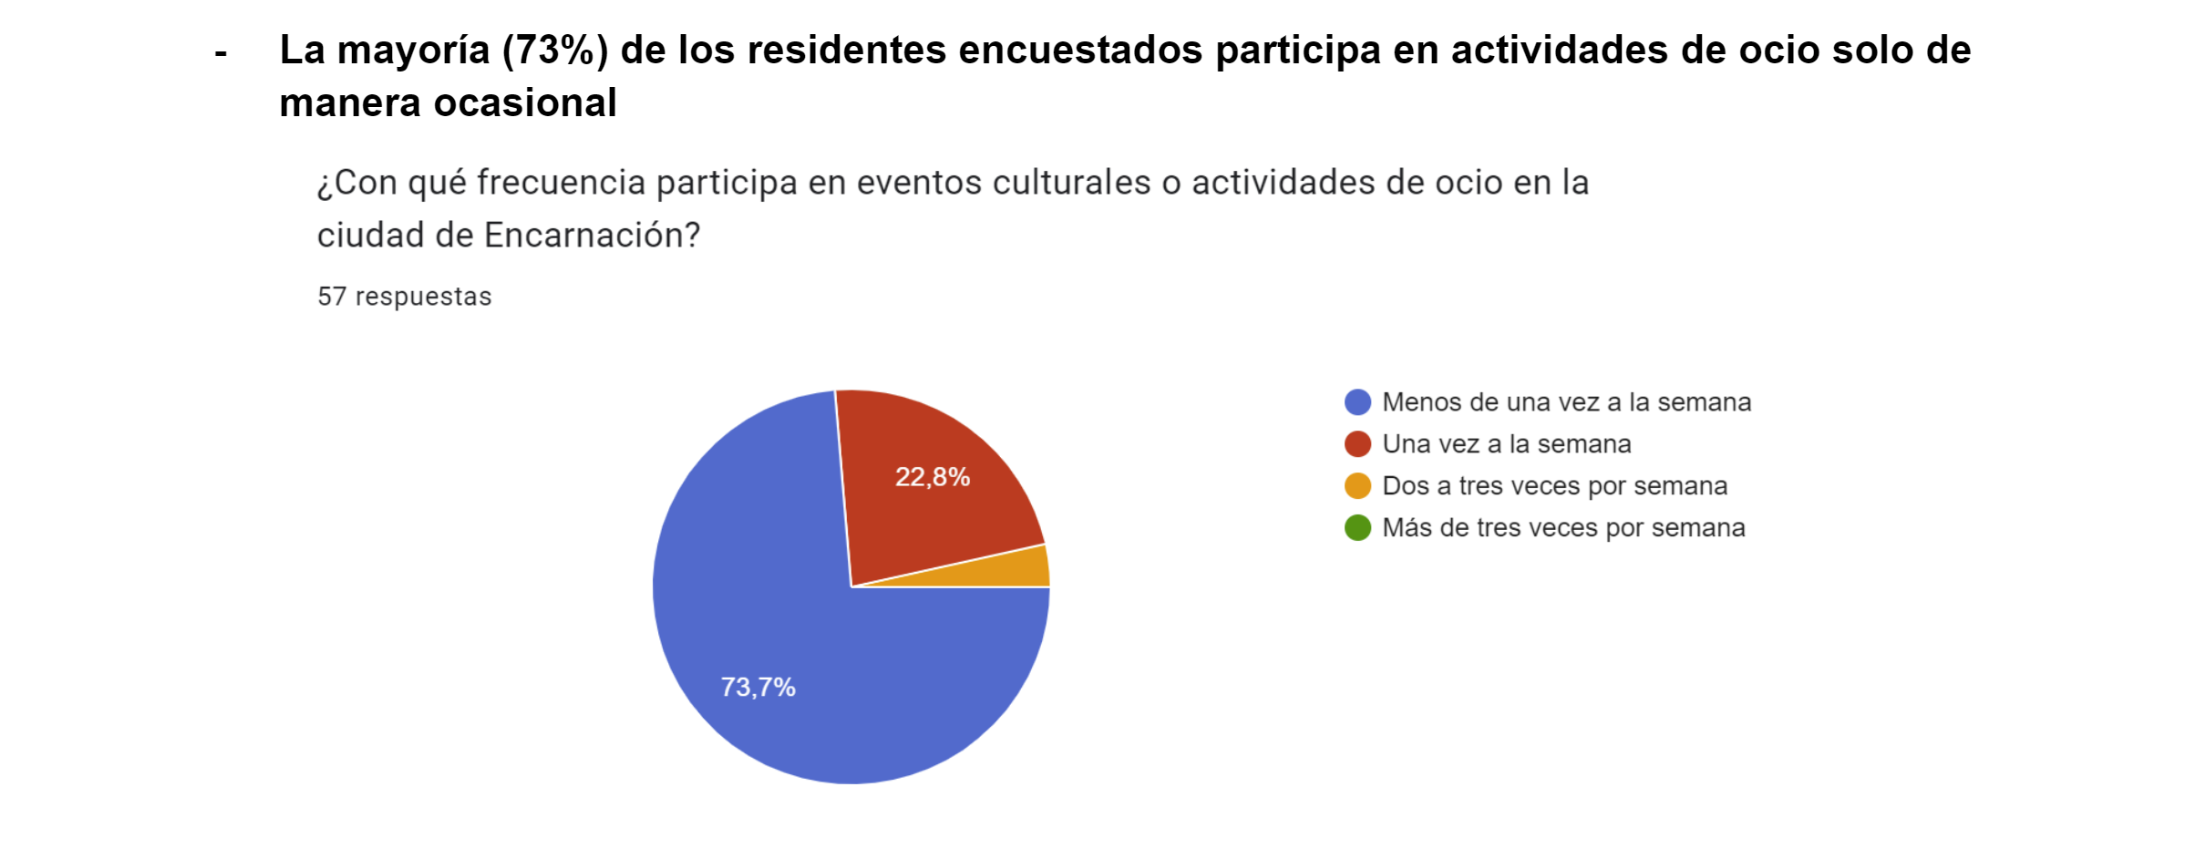 - La mayoría (73%) de los residentes encuestados participa en actividades de ocio solo de
manera ocasional
¿Con qué frecuencia participa en eventos culturales o actividades de ocio en la
ciudad de Encarnación?
57 respuestas
Menos de una vez a la semana
Una vez a la semana
Dos a tres veces por semana
Más de tres veces por semana
22,8%
73,7%